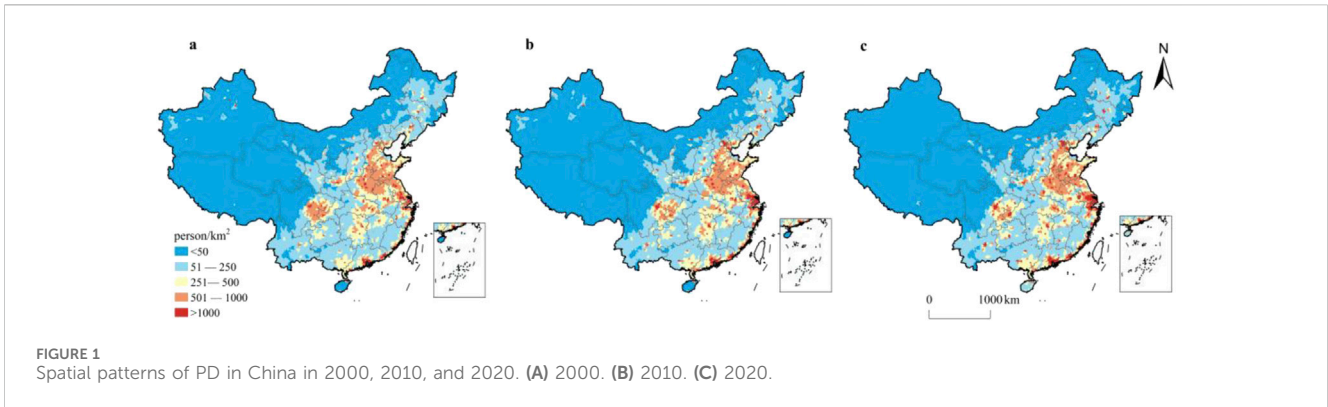 a
b
c
N
person/km²
<50
51 — 250
251— 500
501 — 1000
>1000
0 1000 km
FIGURE 1
Spatial patterns of PD in China in 2000, 2010, and 2020. (A) 2000. (B) 2010. (C) 2020.